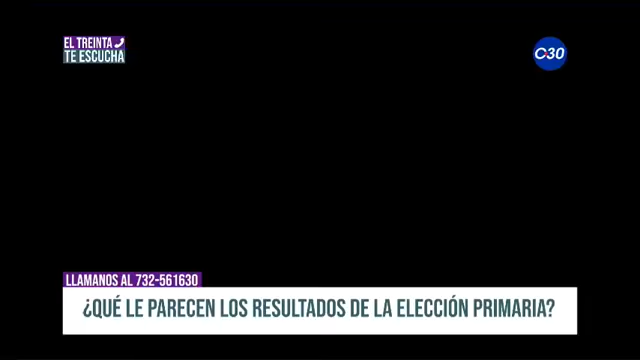 EL TREINTA
TE ESCUCHA
C30
LLAMANOS AL 732-561630
¿QUÉ LE PARECEN LOS RESULTADOS DE LA ELECCIÓN PRIMARIA?